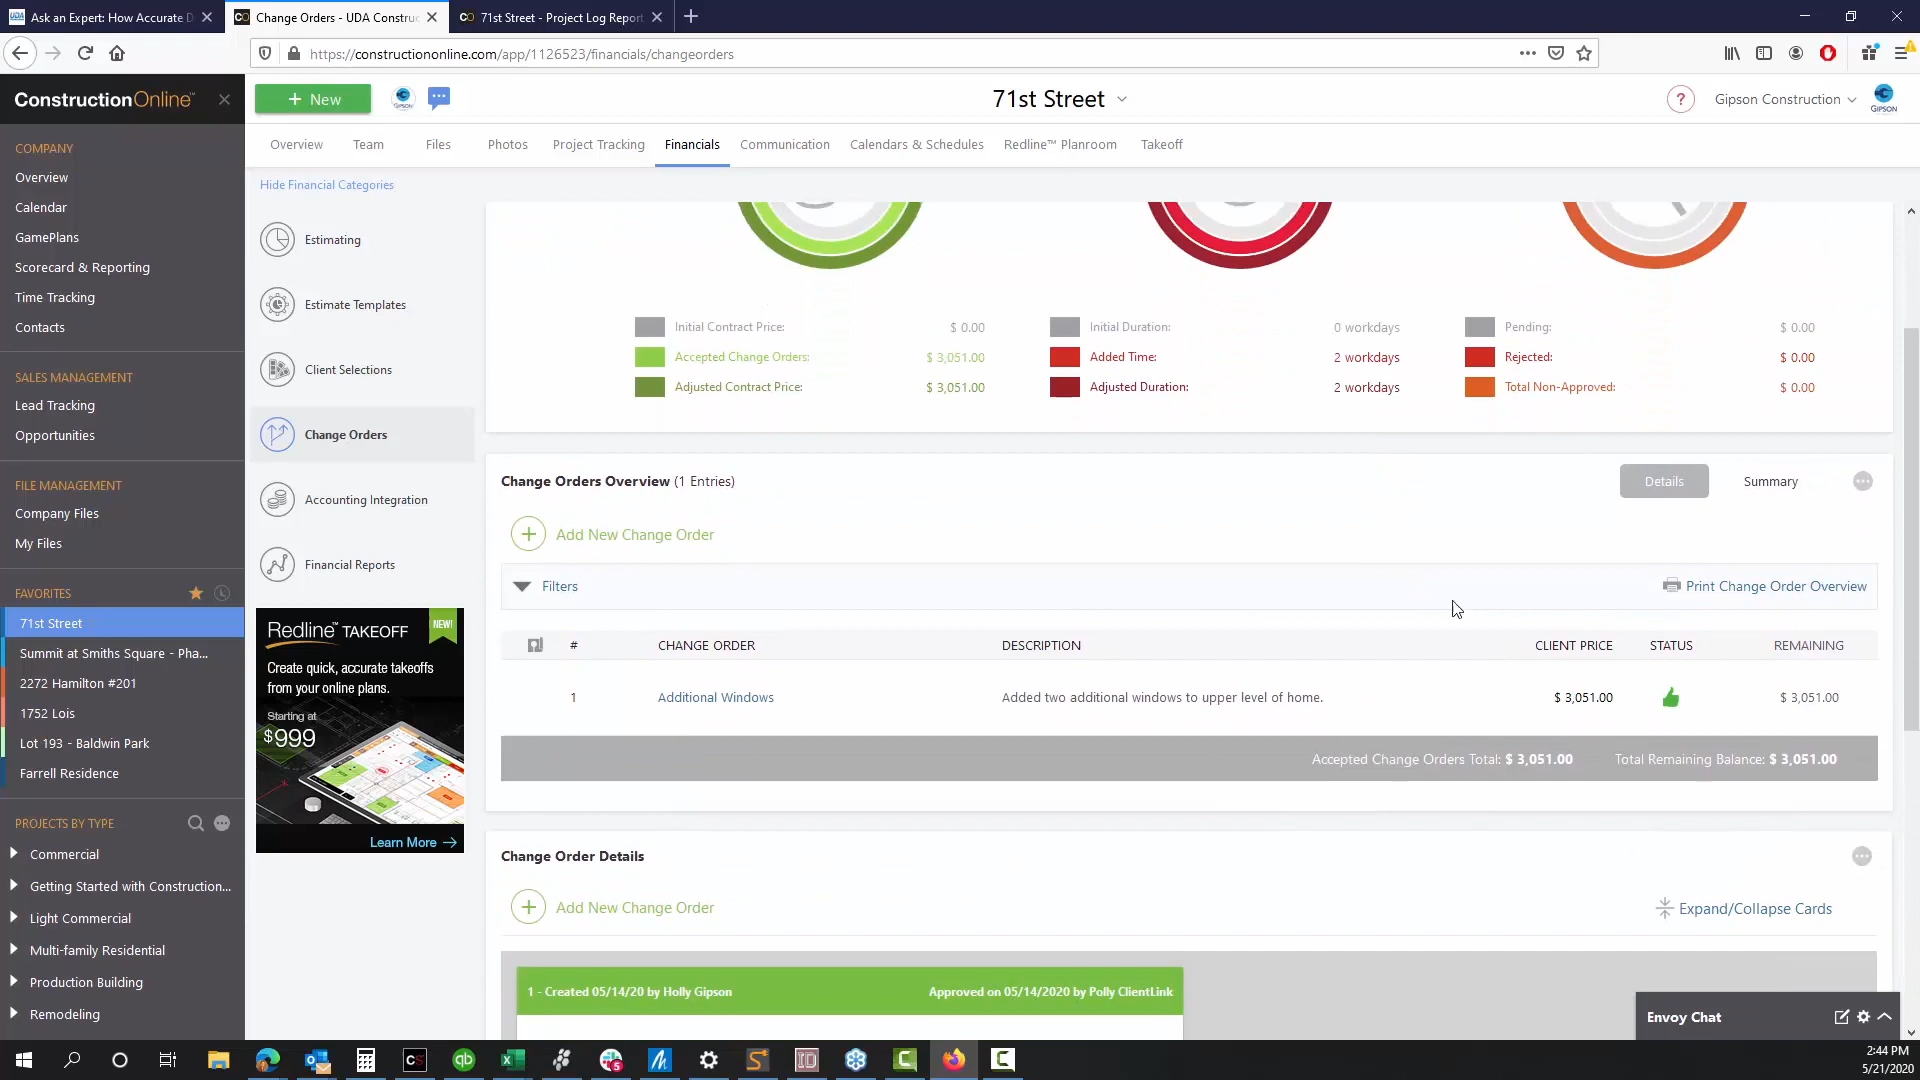 Ask an Expert: How Accurate D
Change Orders - UDA Construc
71st Street - Project Log Report
https://constructiononline.com/app/1126523/financials/changeorders
ConstructionOnline™
+ New
71st Street
? Gipson Construction
GIPSON
Overview Team Files Photos Project Tracking Financials Communication Calendars & Schedules Redline™ Planroom Takeoff
COMPANY
Overview
Calendar
GamePlans
Scorecard & Reporting
Time Tracking
Contacts
SALES MANAGEMENT
Lead Tracking
Opportunities
FILE MANAGEMENT
Company Files
My Files
FAVORITES
71st Street
Summit at Smiths Square - Pha...
2272 Hamilton #201
1752 Lois
Lot 193 - Baldwin Park
Farrell Residence
PROJECTS BY TYPE
Commercial
Getting Started with Construction...
Light Commercial
Multi-family Residential
Production Building
Remodeling
Hide Financial Categories
Estimating
Estimate Templates
Client Selections
Change Orders
Accounting Integration
Financial Reports
Redline™ TAKEOFF
NEW!
Create quick, accurate takeoffs
from your online plans.
Starting at
$999
Learn More
Initial Contract Price: $ 0.00
Accepted Change Orders: $ 3,051.00
Adjusted Contract Price: $ 3,051.00
Initial Duration: 0 workdays
Added Time: 2 workdays
Adjusted Duration: 2 workdays
Pending: $ 0.00
Rejected: $ 0.00
Total Non-Approved: $ 0.00
Change Orders Overview (1 Entries)
Details Summary
Add New Change Order
Filters
Print Change Order Overview
# CHANGE ORDER DESCRIPTION CLIENT PRICE STATUS REMAINING
1 Additional Windows Added two additional windows to upper level of home. $ 3,051.00 $ 3,051.00
Accepted Change Orders Total: $ 3,051.00 Total Remaining Balance: $ 3,051.00
Change Order Details
Add New Change Order
Expand/Collapse Cards
1 - Created 05/14/20 by Holly Gipson Approved on 05/14/2020 by Polly ClientLink
Envoy Chat
2:44 PM
5/21/2020